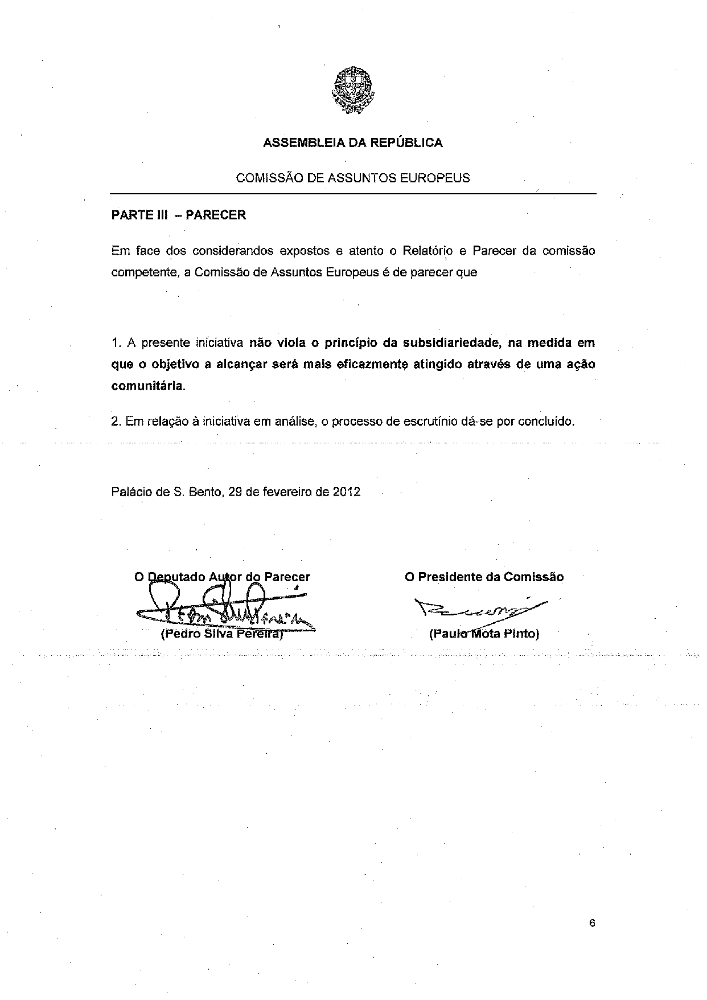 ASSEMBLEIA DA REPÚBLICA
COMISSÃO DE ASSUNTOS EUROPEUS
PARTE III – PARECER
Em face dos considerandos expostos e atento o Relatório e Parecer da comissão
competente, a Comissão de Assuntos Europeus é de parecer que
1. A presente iniciativa não viola o princípio da subsidiariedade, na medida em
que o objetivo a alcançar será mais eficazmente atingido através de uma ação
comunitária.
2. Em relação à iniciativa em análise, o processo de escrutínio dá-se por concluído.
Palácio de S. Bento, 29 de fevereiro de 2012
O Deputado Autor do Parecer O Presidente da Comissão
(Pedro Silva Pereira) (Paulo Mota Pinto)
6